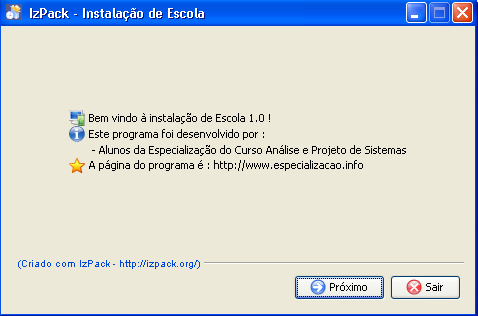 IzPack - Instalação de Escola
Bem vindo à instalação de Escola 1.0 !
Este programa foi desenvolvido por :
- Alunos da Especialização do Curso Análise e Projeto de Sistemas
A página do programa é : http://www.especializacao.info
(Criado com IzPack - http://izpack.org/)
Próximo
Sair